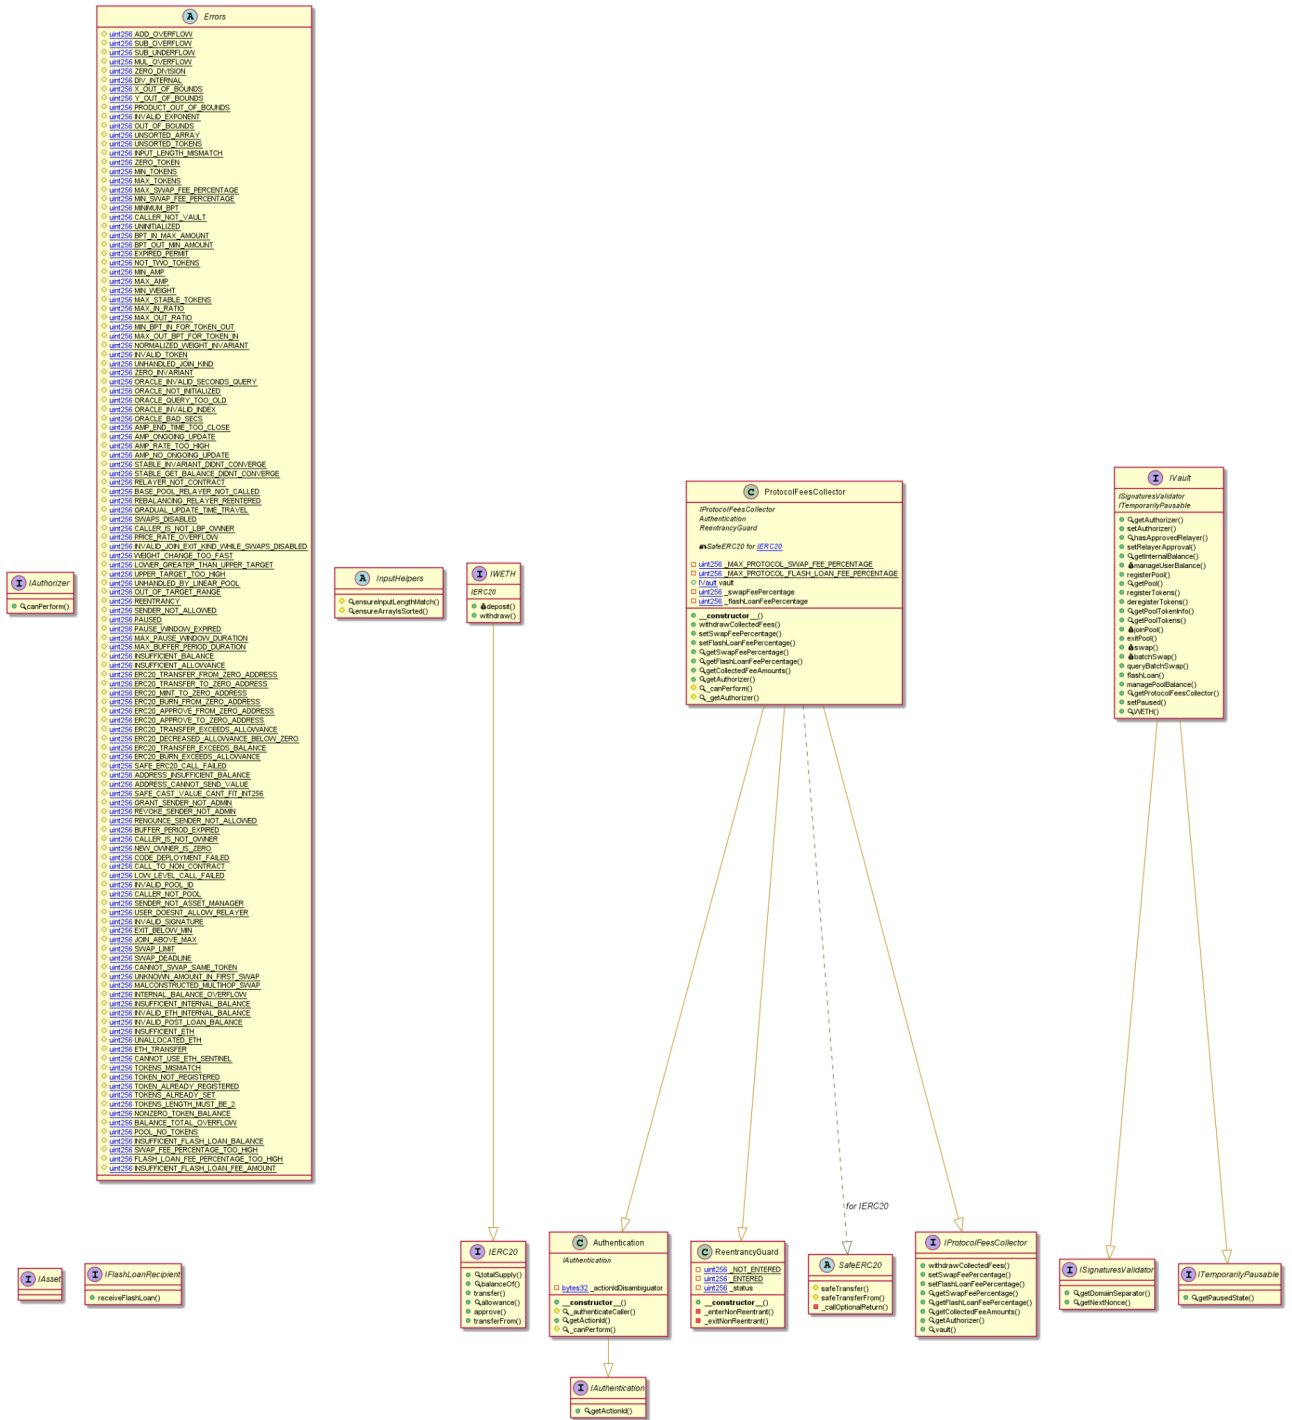 Errors
uint256 ADD_OVERFLOW
uint256 SUB_OVERFLOW
uint256 SUB_UNDERFLOW
uint256 MUL_OVERFLOW
uint256 ZERO_DIVISION
uint256 DIV_INTERNAL
uint256 X_OUT_OF_BOUNDS
uint256 Y_OUT_OF_BOUNDS
uint256 PRODUCT_OUT_OF_BOUNDS
uint256 INVALID_EXPONENT
uint256 OUT_OF_BOUNDS
uint256 UNSORTED_ARRAY
uint256 UNSORTED_TOKENS
uint256 INPUT_LENGTH_MISMATCH
uint256 ZERO_TOKEN
uint256 MIN_TOKENS
uint256 MAX_TOKENS
uint256 MAX_SWAP_FEE_PERCENTAGE
uint256 MIN_SWAP_FEE_PERCENTAGE
uint256 MINIMUM_BPT
uint256 CALLER_NOT_VAULT
uint256 UNINITIALIZED
uint256 BPT_IN_MAX_AMOUNT
uint256 BPT_OUT_MIN_AMOUNT
uint256 EXPIRED_PERMIT
uint256 NOT_TWO_TOKENS
uint256 MIN_AMP
uint256 MAX_AMP
uint256 MIN_WEIGHT
uint256 MAX_STABLE_TOKENS
uint256 MAX_IN_RATIO
uint256 MAX_OUT_RATIO
uint256 MIN_BPT_IN_FOR_TOKEN_OUT
uint256 MAX_OUT_BPT_FOR_TOKEN_IN
uint256 NORMALIZED_WEIGHT_INVARIANT
uint256 INVALID_TOKEN
uint256 UNHANDLED_JOIN_KIND
uint256 ZERO_INVARIANT
uint256 ORACLE_INVALID_SECONDS_QUERY
uint256 ORACLE_NOT_INITIALIZED
uint256 ORACLE_QUERY_TOO_OLD
uint256 ORACLE_INVALID_INDEX
uint256 ORACLE_BAD_SECS
uint256 AMP_END_TIME_TOO_CLOSE
uint256 AMP_ONGOING_UPDATE
uint256 AMP_RATE_TOO_HIGH
uint256 AMP_NO_ONGOING_UPDATE
uint256 STABLE_INVARIANT_DIDNT_CONVERGE
uint256 STABLE_GET_BALANCE_DIDNT_CONVERGE
uint256 RELAYER_NOT_CONTRACT
uint256 BASE_POOL_RELAYER_NOT_CALLED
uint256 REBALANCING_RELAYER_REENTERED
uint256 GRADUAL_UPDATE_TIME_TRAVEL
uint256 SWAPS_DISABLED
uint256 CALLER_IS_NOT_LBP_OWNER
uint256 PRICE_RATE_OVERFLOW
uint256 INVALID_JOIN_EXIT_KIND_WHILE_SWAPS_DISABLED
uint256 WEIGHT_CHANGE_TOO_FAST
uint256 LOWER_GREATER_THAN_UPPER_TARGET
uint256 UPPER_TARGET_TOO_HIGH
uint256 UNHANDLED_BY_LINEAR_POOL
uint256 OUT_OF_TARGET_RANGE
uint256 REENTRANCY
uint256 SENDER_NOT_ALLOWED
uint256 PAUSED
uint256 PAUSE_WINDOW_EXPIRED
uint256 MAX_PAUSE_WINDOW_DURATION
uint256 MAX_BUFFER_PERIOD_DURATION
uint256 INSUFFICIENT_BALANCE
uint256 INSUFFICIENT_ALLOWANCE
uint256 ERC20_TRANSFER_FROM_ZERO_ADDRESS
uint256 ERC20_TRANSFER_TO_ZERO_ADDRESS
uint256 ERC20_MINT_TO_ZERO_ADDRESS
uint256 ERC20_BURN_FROM_ZERO_ADDRESS
uint256 ERC20_APPROVE_FROM_ZERO_ADDRESS
uint256 ERC20_APPROVE_TO_ZERO_ADDRESS
uint256 ERC20_TRANSFER_EXCEEDS_ALLOWANCE
uint256 ERC20_DECREASED_ALLOWANCE_BELOW_ZERO
uint256 ERC20_TRANSFER_EXCEEDS_BALANCE
uint256 ERC20_BURN_EXCEEDS_ALLOWANCE
uint256 SAFE_ERC20_CALL_FAILED
uint256 ADDRESS_INSUFFICIENT_BALANCE
uint256 ADDRESS_CANNOT_SEND_VALUE
uint256 SAFE_CAST_VALUE_CANT_FIT_INT256
uint256 GRANT_SENDER_NOT_ADMIN
uint256 REVOKE_SENDER_NOT_ADMIN
uint256 RENOUNCE_SENDER_NOT_ALLOWED
uint256 BUFFER_PERIOD_EXPIRED
uint256 CALLER_IS_NOT_OWNER
uint256 NEW_OWNER_IS_ZERO
uint256 CODE_DEPLOYMENT_FAILED
uint256 CALL_TO_NON_CONTRACT
uint256 LOW_LEVEL_CALL_FAILED
uint256 INVALID_POOL_ID
uint256 CALLER_NOT_POOL
uint256 SENDER_NOT_ASSET_MANAGER
uint256 USER_DOESNT_ALLOW_RELAYER
uint256 INVALID_SIGNATURE
uint256 EXIT_BELOW_MIN
uint256 JOIN_ABOVE_MAX
uint256 SWAP_LIMIT
uint256 SWAP_DEADLINE
uint256 CANNOT_SWAP_SAME_TOKEN
uint256 UNKNOWN_AMOUNT_IN_FIRST_SWAP
uint256 MALCONSTRUCTED_MULTIHOP_SWAP
uint256 INTERNAL_BALANCE_OVERFLOW
uint256 INSUFFICIENT_INTERNAL_BALANCE
uint256 INVALID_ETH_INTERNAL_BALANCE
uint256 INVALID_POST_LOAN_BALANCE
uint256 INSUFFICIENT_ETH
uint256 UNALLOCATED_ETH
uint256 ETH_TRANSFER
uint256 CANNOT_USE_ETH_SENTINEL
uint256 TOKENS_MISMATCH
uint256 TOKEN_NOT_REGISTERED
uint256 TOKEN_ALREADY_REGISTERED
uint256 TOKENS_ALREADY_SET
uint256 TOKENS_LENGTH_MUST_BE_2
uint256 NONZERO_TOKEN_BALANCE
uint256 BALANCE_TOTAL_OVERFLOW
uint256 POOL_NO_TOKENS
uint256 INSUFFICIENT_FLASH_LOAN_BALANCE
uint256 SWAP_FEE_PERCENTAGE_TOO_HIGH
uint256 FLASH_LOAN_FEE_PERCENTAGE_TOO_HIGH
uint256 INSUFFICIENT_FLASH_LOAN_FEE_AMOUNT
IAuthorizer
canPerform()
InputHelpers
ensureInputLengthMatch()
ensureArrayIsSorted()
IWETH
IERC20
deposit()
withdraw()
ProtocolFeesCollector
IProtocolFeesCollector
Authentication
ReentrancyGuard
SafeERC20 for IERC20
uint256 _MAX_PROTOCOL_SWAP_FEE_PERCENTAGE
uint256 _MAX_PROTOCOL_FLASH_LOAN_FEE_PERCENTAGE
IVault vault
uint256 _swapFeePercentage
uint256 _flashLoanFeePercentage
__constructor__()
withdrawCollectedFees()
setSwapFeePercentage()
setFlashLoanFeePercentage()
getSwapFeePercentage()
getFlashLoanFeePercentage()
getCollectedFeeAmounts()
getAuthorizer()
_canPerform()
_getAuthorizer()
IVault
ISignaturesValidator
ITemporarilyPausable
getAuthorizer()
setAuthorizer()
hasApprovedRelayer()
setRelayerApproval()
getInternalBalance()
manageUserBalance()
registerPool()
getPool()
registerTokens()
deregisterTokens()
getPoolTokenInfo()
getPoolTokens()
joinPool()
exitPool()
swap()
batchSwap()
queryBatchSwap()
flashLoan()
managePoolBalance()
getProtocolFeesCollector()
setPaused()
WETH()
for IERC20
IAsset
IFlashLoanRecipient
receiveFlashLoan()
IERC20
totalSupply()
balanceOf()
transfer()
allowance()
approve()
transferFrom()
Authentication
IAuthentication
bytes32 _actionIdDisambiguator
__constructor__()
_authenticateCaller()
getActionId()
_canPerform()
ReentrancyGuard
uint256 _NOT_ENTERED
uint256 _ENTERED
uint256 _status
__constructor__()
_enterNonReentrant()
_exitNonReentrant()
SafeERC20
safeTransfer()
safeTransferFrom()
_callOptionalReturn()
IProtocolFeesCollector
withdrawCollectedFees()
setSwapFeePercentage()
setFlashLoanFeePercentage()
getSwapFeePercentage()
getFlashLoanFeePercentage()
getCollectedFeeAmounts()
getAuthorizer()
vault()
ISignaturesValidator
getDomainSeparator()
getNextNonce()
ITemporarilyPausable
getPausedState()
IAuthentication
getActionId()